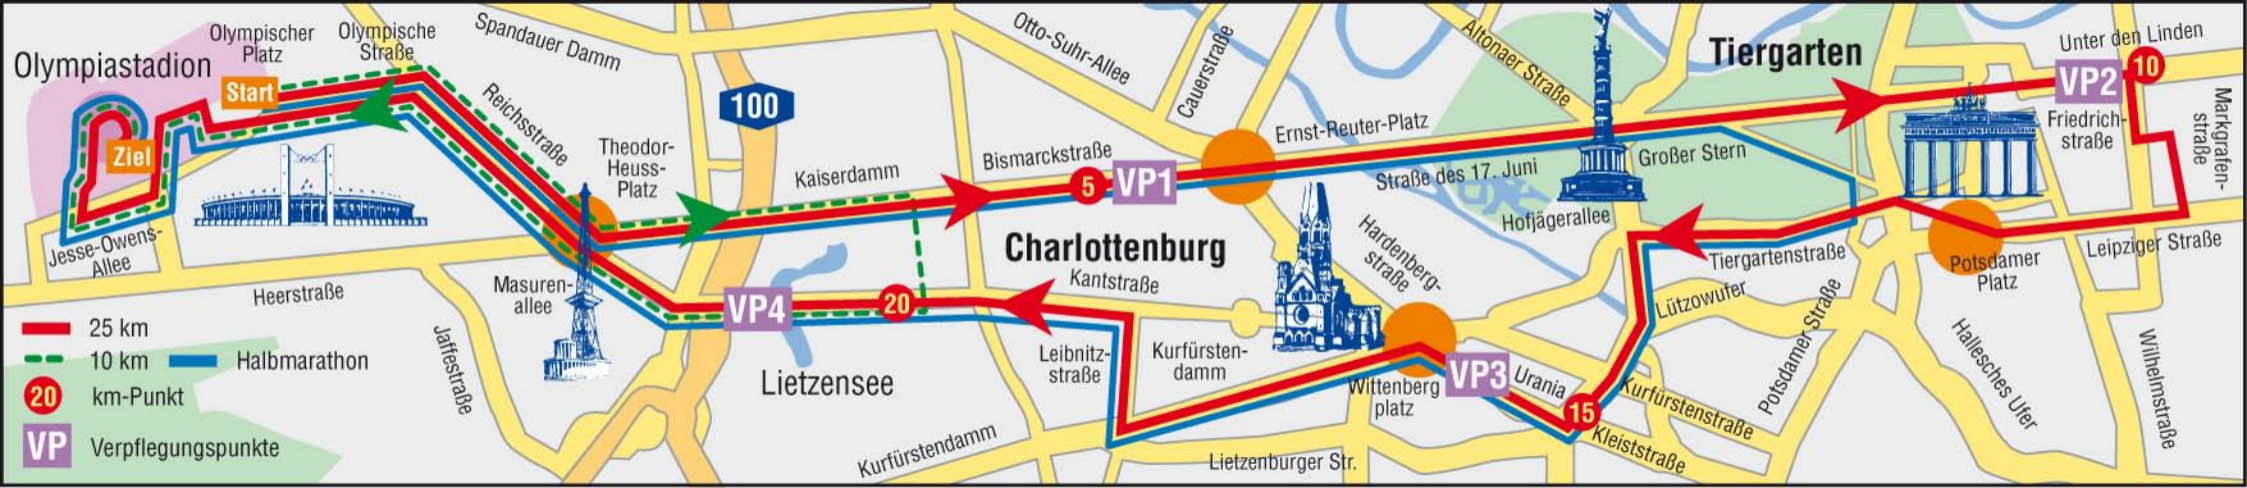 Olympiastadion
Olympischer
Platz
Olympische
Straße
Spandauer Damm
Start
Ziel
Reichsstraße
Theodor-
Heuss-
Platz
100
Kaiserdamm
Otto-Suhr-Allee
Cauerstraße
Bismarckstraße
5
VP1
Ernst-Reuter-Platz
Straße des 17. Juni
Altonaer Straße
Tiergarten
Großer Stern
Hofjägerallee
Unter den Linden
VP2
10
Friedrich-
straße
Markgrafen-
straße
Leipziger Straße
Potsdamer
Platz
Tiergartenstraße
Lützowufer
Potsdamer Straße
Hallesches Ufer
Wilhelmstraße
Jesse-Owens-
Allee
Heerstraße
Jaffestraße
Masuren-
allee
VP4
20
Lietzensee
Charlottenburg
Kantstraße
Leibnitz-
straße
Kurfürsten-
damm
Hardenberg-
straße
Wittenberg
platz
VP3
Urania
15
Kurfürstenstraße
Kleiststraße
Kurfürstendamm
Lietzenburger Str.
25 km
10 km
Halbmarathon
20
km-Punkt
VP
Verpflegungspunkte